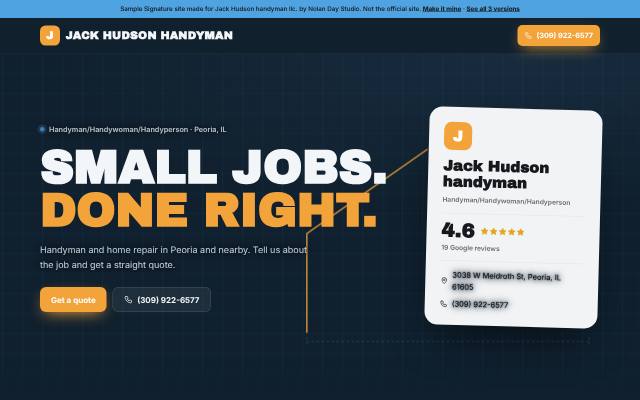 Sample Signature site made for Jack Hudson handyman llc. by Nolan Day Studio. Not the official site. Make it mine · See all 3 versions
J JACK HUDSON HANDYMAN
(309) 922-6577
Handyman/Handywoman/Handyperson · Peoria, IL
SMALL JOBS.
DONE RIGHT.
Handyman and home repair in Peoria and nearby. Tell us about
the job and get a straight quote.
Get a quote
(309) 922-6577
J
Jack Hudson
handyman
Handyman/Handywoman/Handyperson
4.6
19 Google reviews
3038 W Meidroth St, Peoria, IL
61605
(309) 922-6577